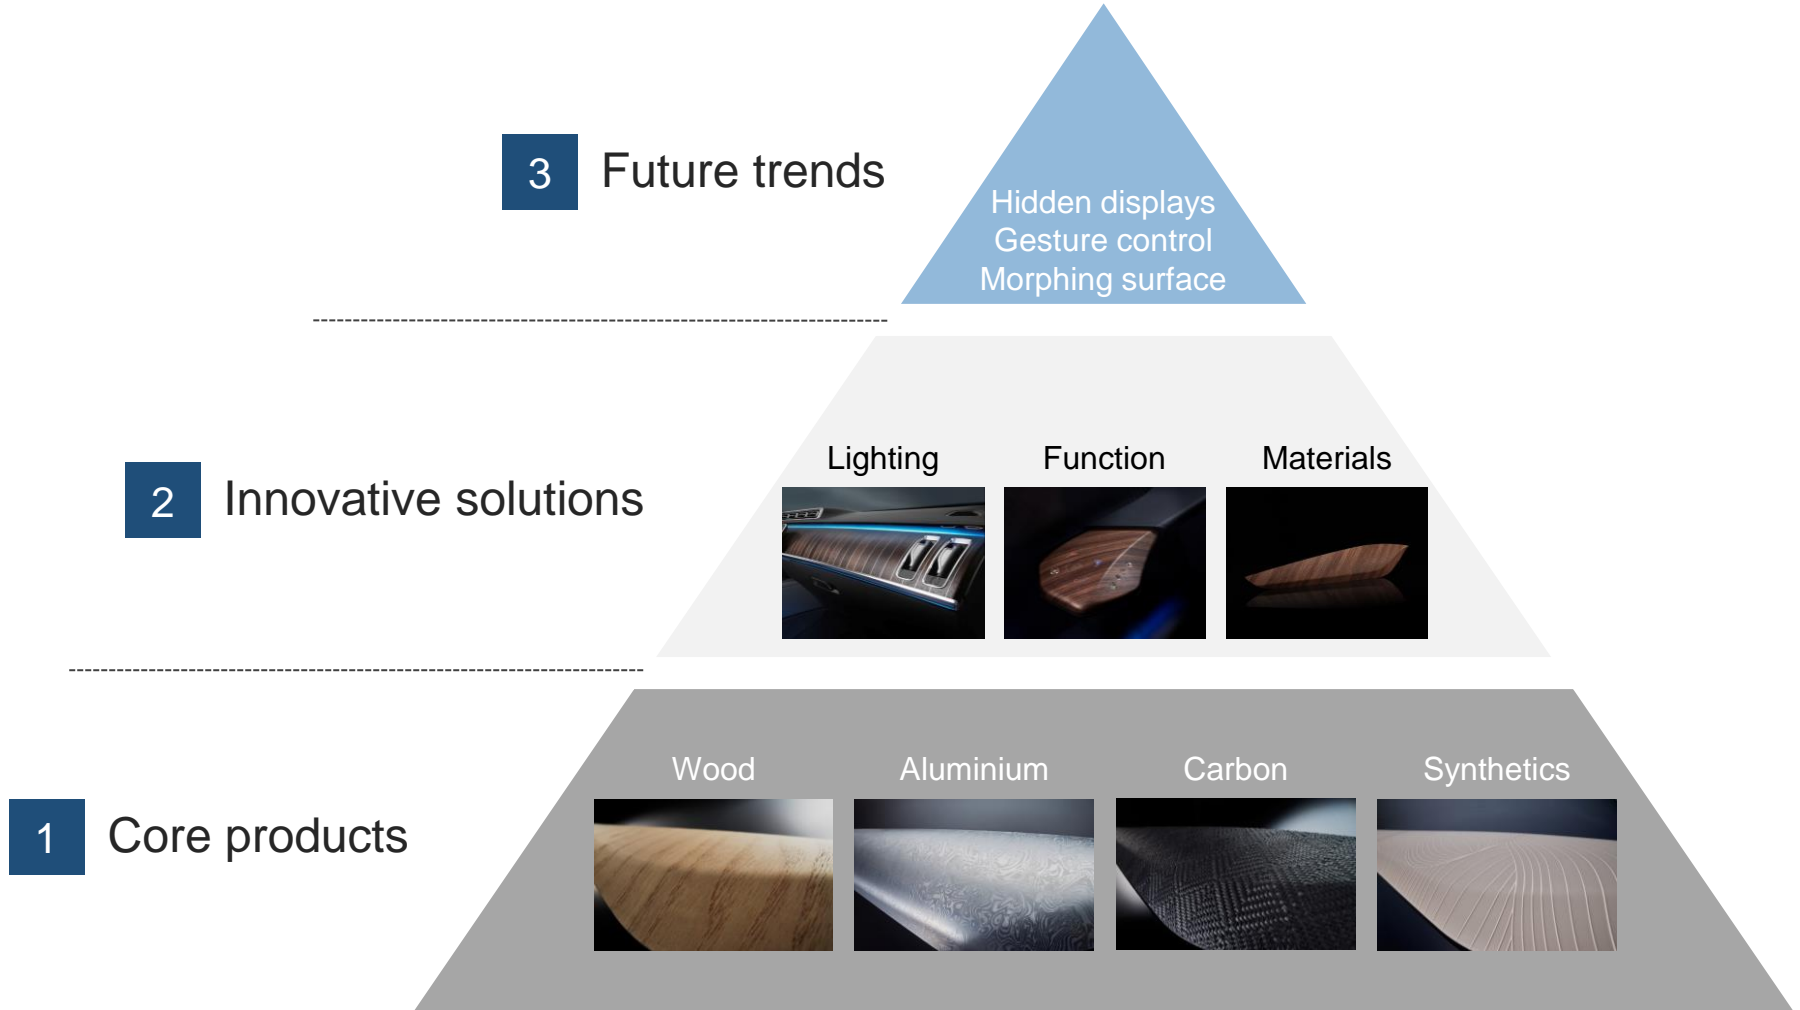 3
Future trends
Hidden displays
Gesture control
Morphing surface
2
Innovative solutions
Lighting
Function
Materials
1
Core products
Wood
Aluminium
Carbon
Synthetics